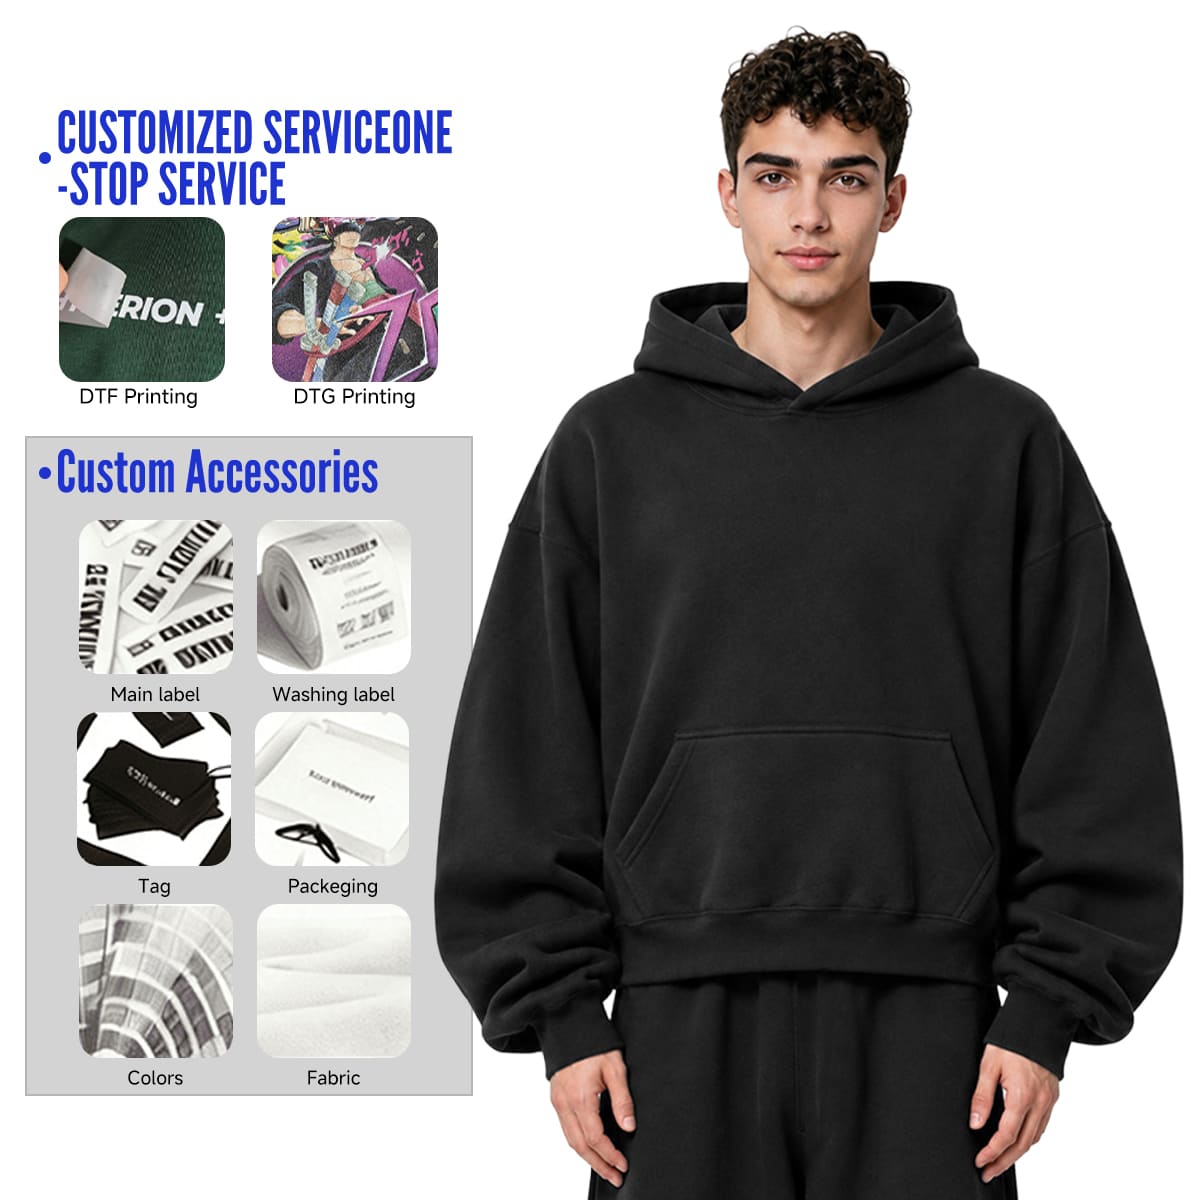 • CUSTOMIZED SERVICEONE
-STOP SERVICE
ERION +
DTF Printing
DTG Printing
• Custom Accessories
Main label
Washing label
Tag
Packeging
Colors
Fabric